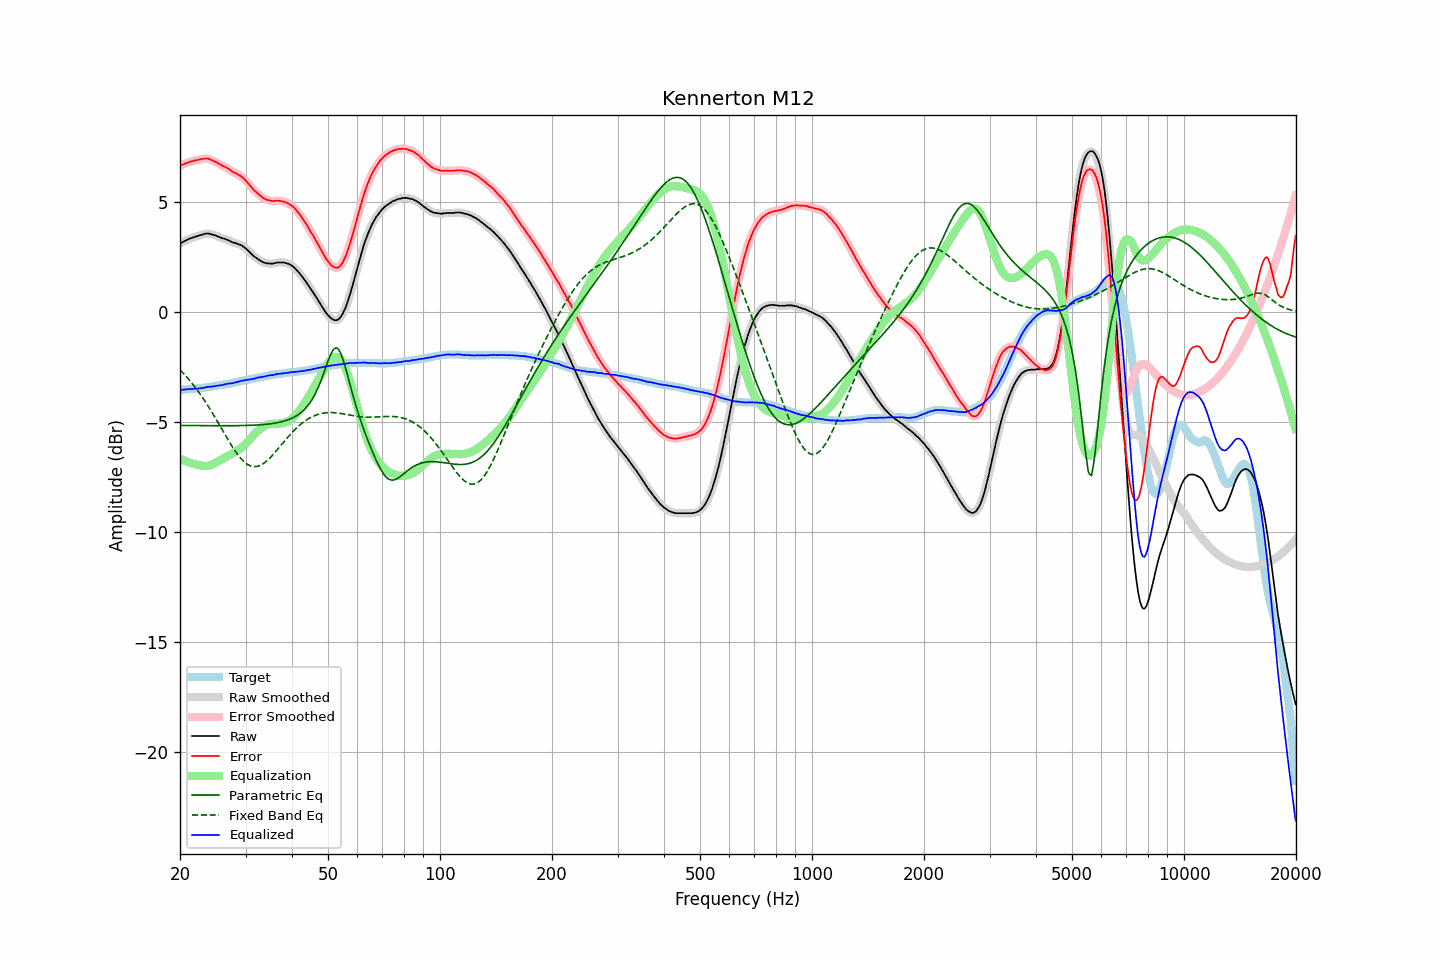 Kennerton M12
Amplitude (dBr)
5
0
−5
−10
−15
−20
Target
Raw Smoothed
Error Smoothed
Raw
Error
Equalization
Parametric Eq
Fixed Band Eq
Equalized
20 50 100 200 500 1000 2000 5000 10000 20000
Frequency (Hz)